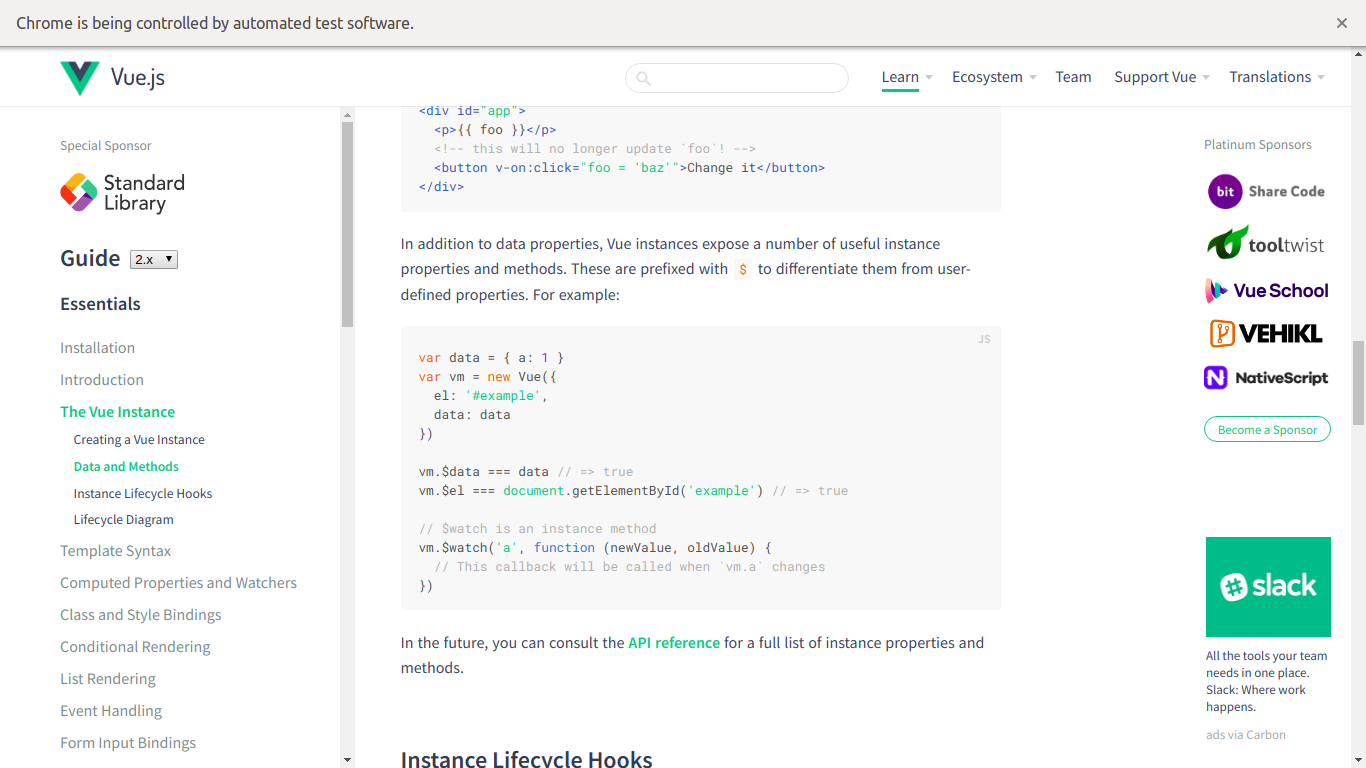 Chrome is being controlled by automated test software.
Vue.js
Learn
Ecosystem
Team
Support Vue
Translations
Special Sponsor
Standard
Library
Guide
2.x
Essentials
Installation
Introduction
The Vue Instance
Creating a Vue Instance
Data and Methods
Instance Lifecycle Hooks
Lifecycle Diagram
Template Syntax
Computed Properties and Watchers
Class and Style Bindings
Conditional Rendering
List Rendering
Event Handling
Form Input Bindings
<div id="app">
<p>{{ foo }}</p>
<!-- this will no longer update `foo`! -->
<button v-on:click="foo = 'baz'">Change it</button>
</div>
In addition to data properties, Vue instances expose a number of useful instance
properties and methods. These are prefixed with $ to differentiate them from user-
defined properties. For example:
JS
var data = { a: 1 }
var vm = new Vue({
el: '#example',
data: data
})
vm.$data === data // => true
vm.$el === document.getElementById('example') // => true
// $watch is an instance method
vm.$watch('a', function (newValue, oldValue) {
// This callback will be called when `vm.a` changes
})
In the future, you can consult the API reference for a full list of instance properties and
methods.
Instance Lifecycle Hooks
Platinum Sponsors
bit Share Code
tooltwist
Vue School
VEHIKL
NativeScript
Become a Sponsor
slack
All the tools your team
needs in one place.
Slack: Where work
happens.
ads via Carbon